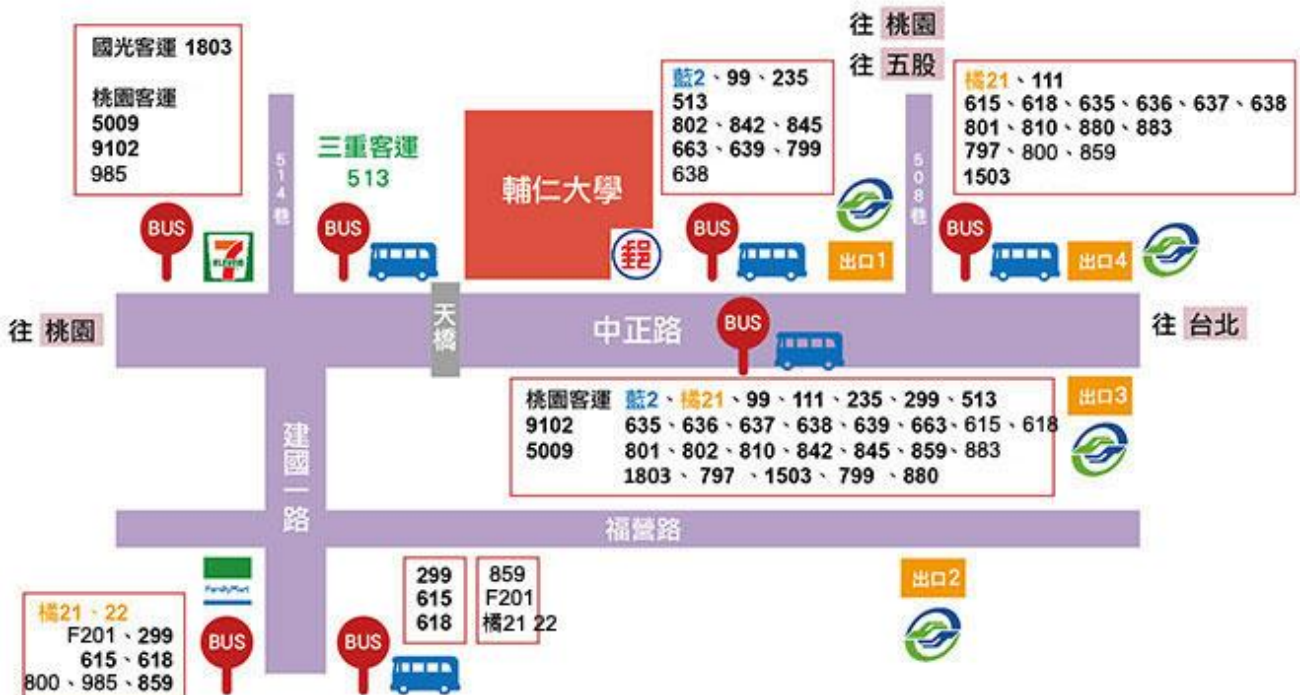 往 桃園
往 五股
國光客運 1803
桃園客運
5009
9102
985
藍2、99、235
513
802、842、845
663、639、799
638
橘21、111
615、618、635、636、637、638
801、810、880、883
797、800、859
1503
三重客運
513
514巷
輔仁大學
508巷
BUS
7
ELEVEN
BUS
郵
BUS
出口1
BUS
出口4
往 桃園
天橋
中正路
BUS
往 台北
桃園客運 藍2、橘21、99、111、235、299、513
9102 635、636、637、638、639、663、615、618
5009 801、802、810、842、845、859、883
1803、797、1503、799、880
出口3
建國一路
福營路
FamilyMart
299
615
618
859
F201
橘21 22
出口2
橘21、22
F201、299
615、618
800、985、859
BUS
BUS